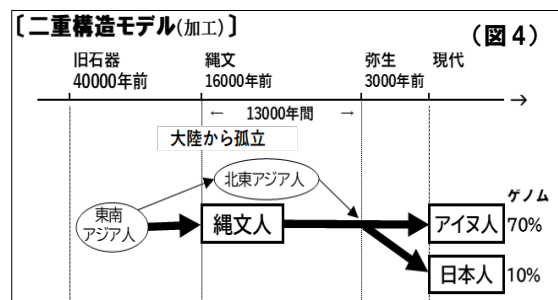 [二重構造モデル(加工)]
(図4)
旧石器
40000年前
縄文
16000年前
弥生
3000年前
現代
← 13000年間 →
大陸から孤立
北東アジア人
東南
アジア人
縄文人
ゲノム
アイヌ人 70%
日本人 10%